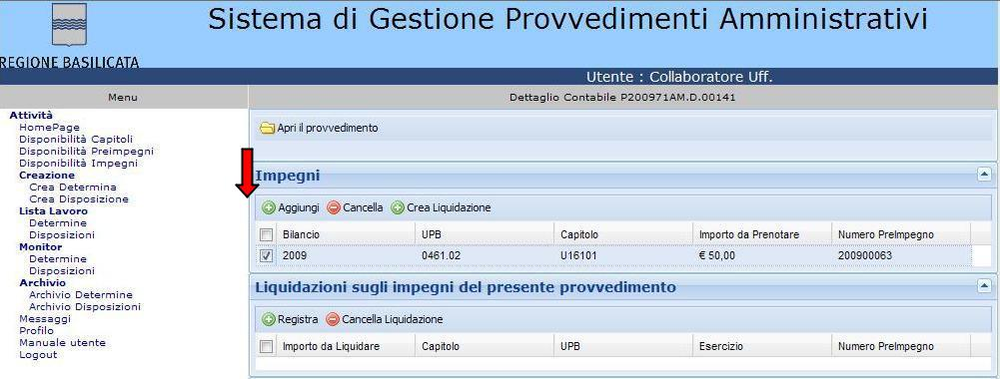 Sistema di Gestione Provvedimenti Amministrativi
REGIONE BASILICATA
Utente : Collaboratore Uff.
Menu
Dettaglio Contabile P200971AM.D.00141
Attività
HomePage
Disponibilità Capitoli
Disponibilità Preimpegni
Disponibilità Impegni
Creazione
Crea Determina
Crea Disposizione
Lista Lavoro
Determine
Disposizioni
Monitor
Determine
Disposizioni
Archivio
Archivio Determine
Archivio Disposizioni
Messaggi
Profilo
Manuale utente
Logout
Apri il provvedimento
Impegni
Aggiungi Cancella Crea Liquidazione
Bilancio UPB Capitolo Importo da Prenotare Numero PreImpegno
2009 0461.02 U16101 € 50,00 200900063
Liquidazioni sugli impegni del presente provvedimento
Registra Cancella Liquidazione
Importo da Liquidare Capitolo UPB Esercizio Numero PreImpegno